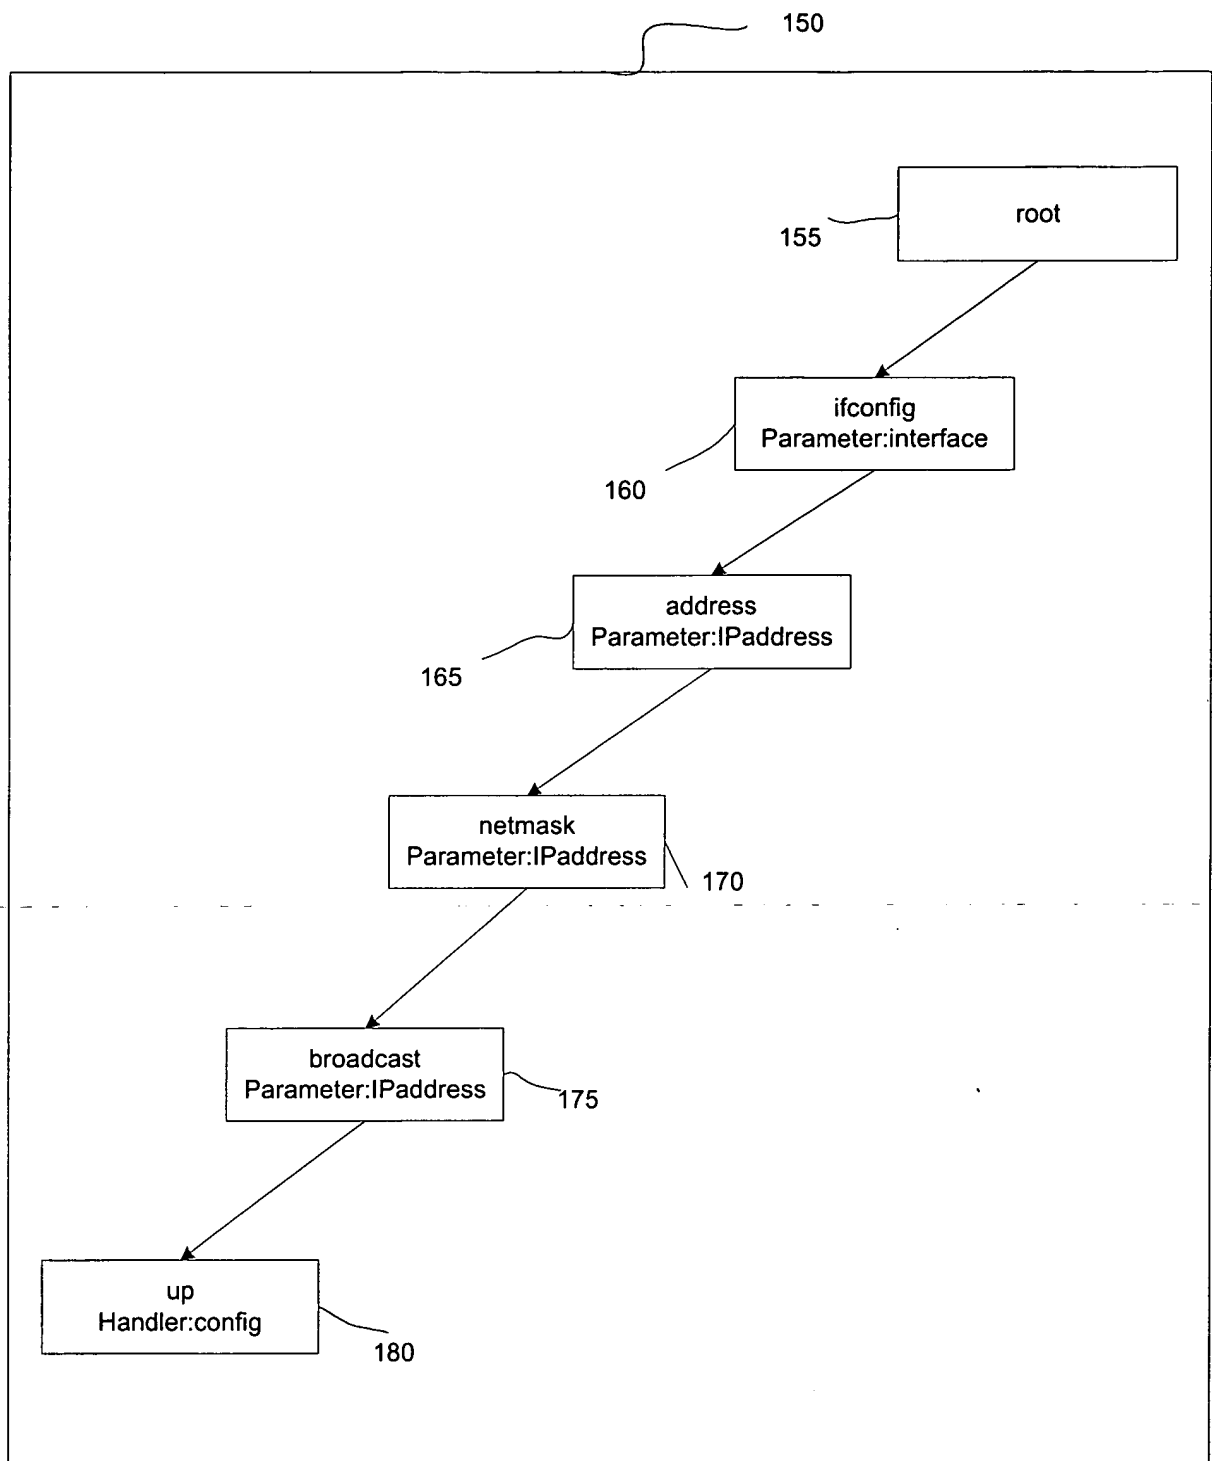 150
root
155
ifconfig
Parameter:interface
160
address
Parameter:IPaddress
165
netmask
Parameter:IPaddress
170
broadcast
Parameter:IPaddress
175
up
Handler:config
180